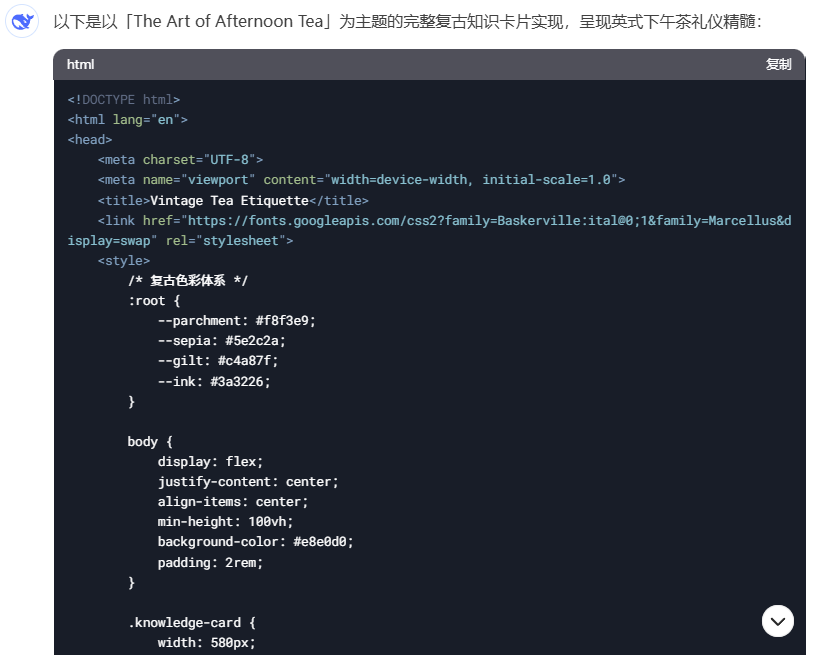 以下是以「The Art of Afternoon Tea」为主题的完整复古知识卡片实现，呈现英式下午茶礼仪精髓：
html
复制
<!DOCTYPE html>
<html lang="en">
<head>
    <meta charset="UTF-8">
    <meta name="viewport" content="width=device-width, initial-scale=1.0">
    <title>Vintage Tea Etiquette</title>
    <link href="https://fonts.googleapis.com/css2?family=Baskerville:ital@0;1&family=Marcellus&d
isplay=swap" rel="stylesheet">
    <style>
        /* 复古色彩体系 */
        :root {
            --parchment: #f8f3e9;
            --sepia: #5e2c2a;
            --gilt: #c4a87f;
            --ink: #3a3226;
        }
        body {
            display: flex;
            justify-content: center;
            align-items: center;
            min-height: 100vh;
            background-color: #e8e0d0;
            padding: 2rem;
        }
        .knowledge-card {
            width: 580px;